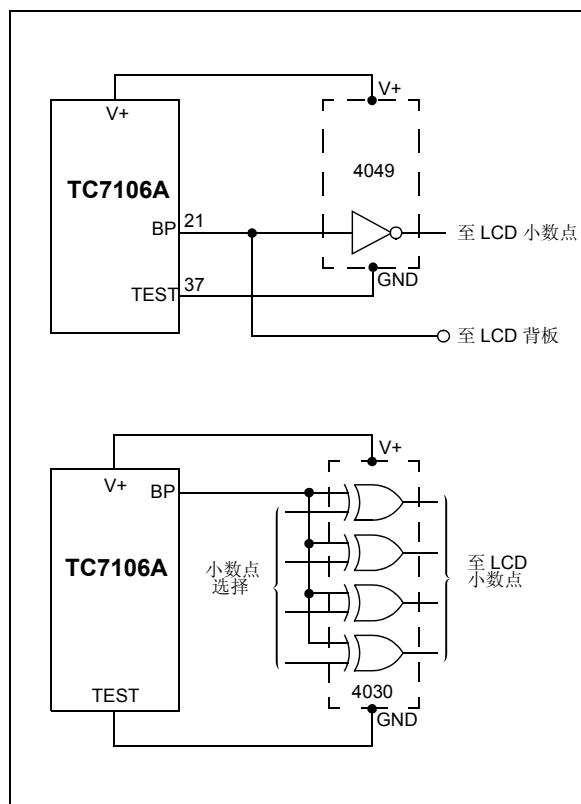 V+
V+
TC7106A
4049
BP
21
至 LCD 小数点
TEST
37
GND
至 LCD 背板
V+
V+
BP
TC7106A
小数点
选择
至 LCD
小数点
TEST
4030
GND